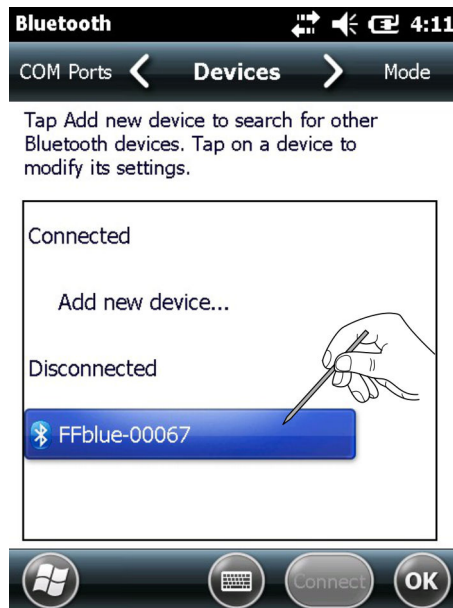 Bluetooth 4:11
COM Ports Devices Mode
Tap Add new device to search for other
Bluetooth devices. Tap on a device to
modify its settings.
Connected
Add new device...
Disconnected
FFblue-00067
Connect OK